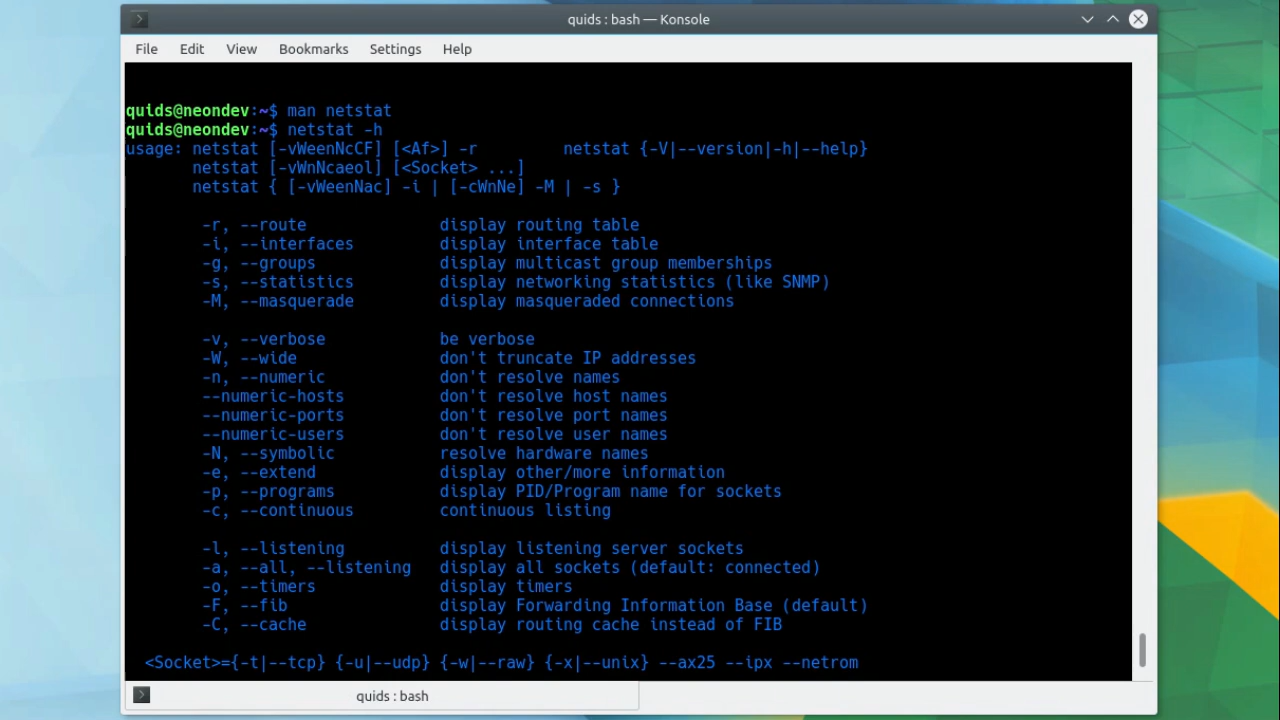 quids : bash — Konsole
File Edit View Bookmarks Settings Help
quids@neondev:~$ man netstat
quids@neondev:~$ netstat -h
usage: netstat [-vWeenNcCF] [<Af>] -r         netstat {-V|--version|-h|--help}
       netstat [-vWnNcaeol] [<Socket> ...]
       netstat { [-vWeenNac] -i | [-cWnNe] -M | -s }
        -r, --route              display routing table
        -i, --interfaces         display interface table
        -g, --groups             display multicast group memberships
        -s, --statistics         display networking statistics (like SNMP)
        -M, --masquerade         display masqueraded connections
        -v, --verbose            be verbose
        -W, --wide               don't truncate IP addresses
        -n, --numeric            don't resolve names
        --numeric-hosts          don't resolve host names
        --numeric-ports          don't resolve port names
        --numeric-users          don't resolve user names
        -N, --symbolic           resolve hardware names
        -e, --extend             display other/more information
        -p, --programs           display PID/Program name for sockets
        -c, --continuous         continuous listing
        -l, --listening          display listening server sockets
        -a, --all, --listening   display all sockets (default: connected)
        -o, --timers             display timers
        -F, --fib                display Forwarding Information Base (default)
        -C, --cache              display routing cache instead of FIB
  <Socket>={-t|--tcp} {-u|--udp} {-w|--raw} {-x|--unix} --ax25 --ipx --netrom
quids : bash